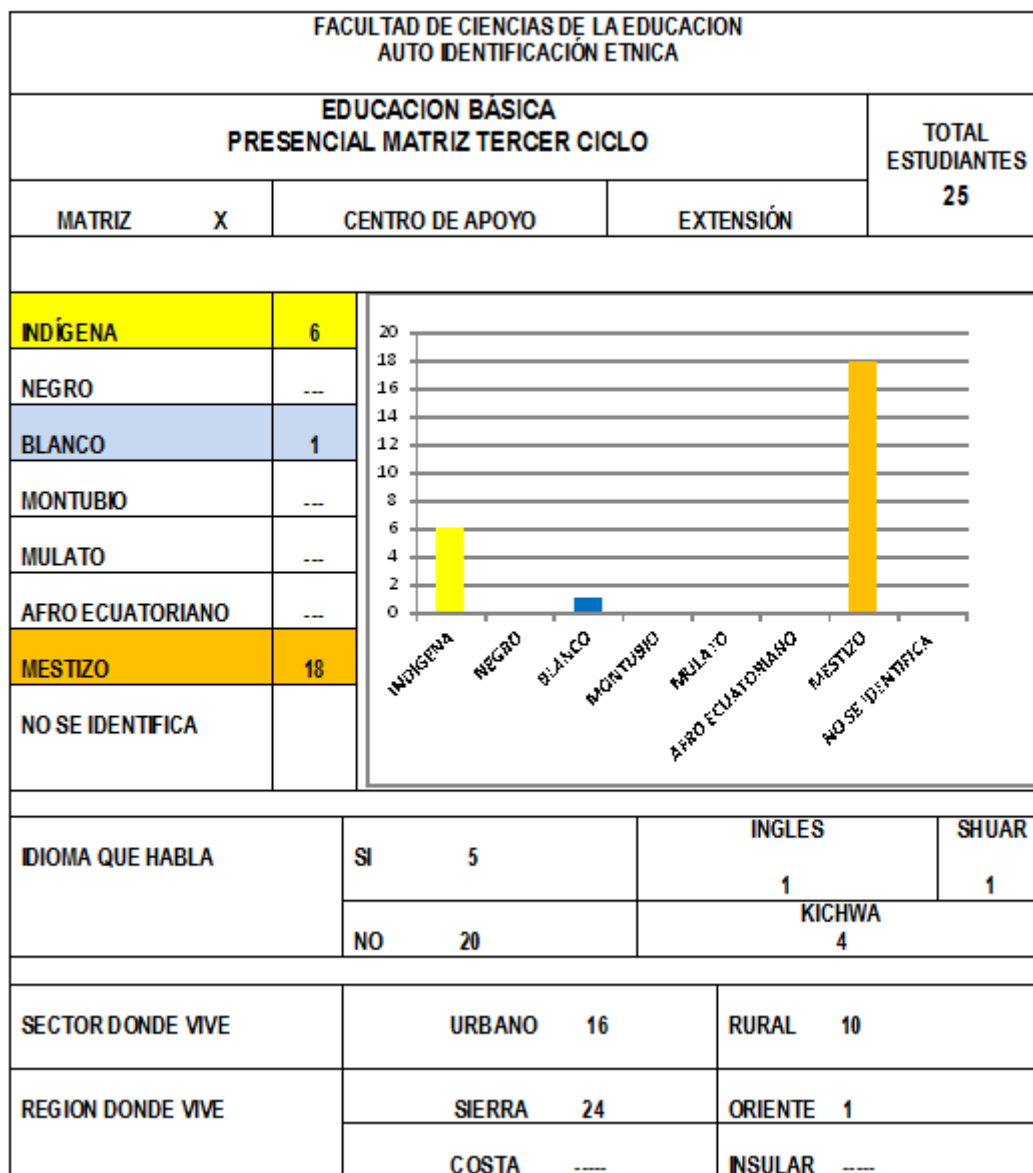 FACULTAD DE CIENCIAS DE LA EDUCACION
AUTO IDENTIFICACIÓN ETNICA
EDUCACION BÁSICA
PRESENCIAL MATRIZ TERCER CICLO
TOTAL
ESTUDIANTES
25
MATRIZ X
CENTRO DE APOYO
EXTENSIÓN
INDÍGENA 6
NEGRO ---
BLANCO 1
MONTUBIO ---
MULATO ---
AFRO ECUATORIANO ---
MESTIZO 18
NO SE IDENTIFICA
20
18
16
14
12
10
8
6
4
2
0
INDIGENA
NEGRO
BLANCO
MONTUBIO
MULATO
AFRO ECUATORIANO
MESTIZO
NO SE IDENTIFICA
IDIOMA QUE HABLA
SI 5
INGLES
1
SHUAR
1
NO 20
KICHWA
4
SECTOR DONDE VIVE
URBANO 16
RURAL 10
REGION DONDE VIVE
SIERRA 24
ORIENTE 1
COSTA -----
INSULAR -----